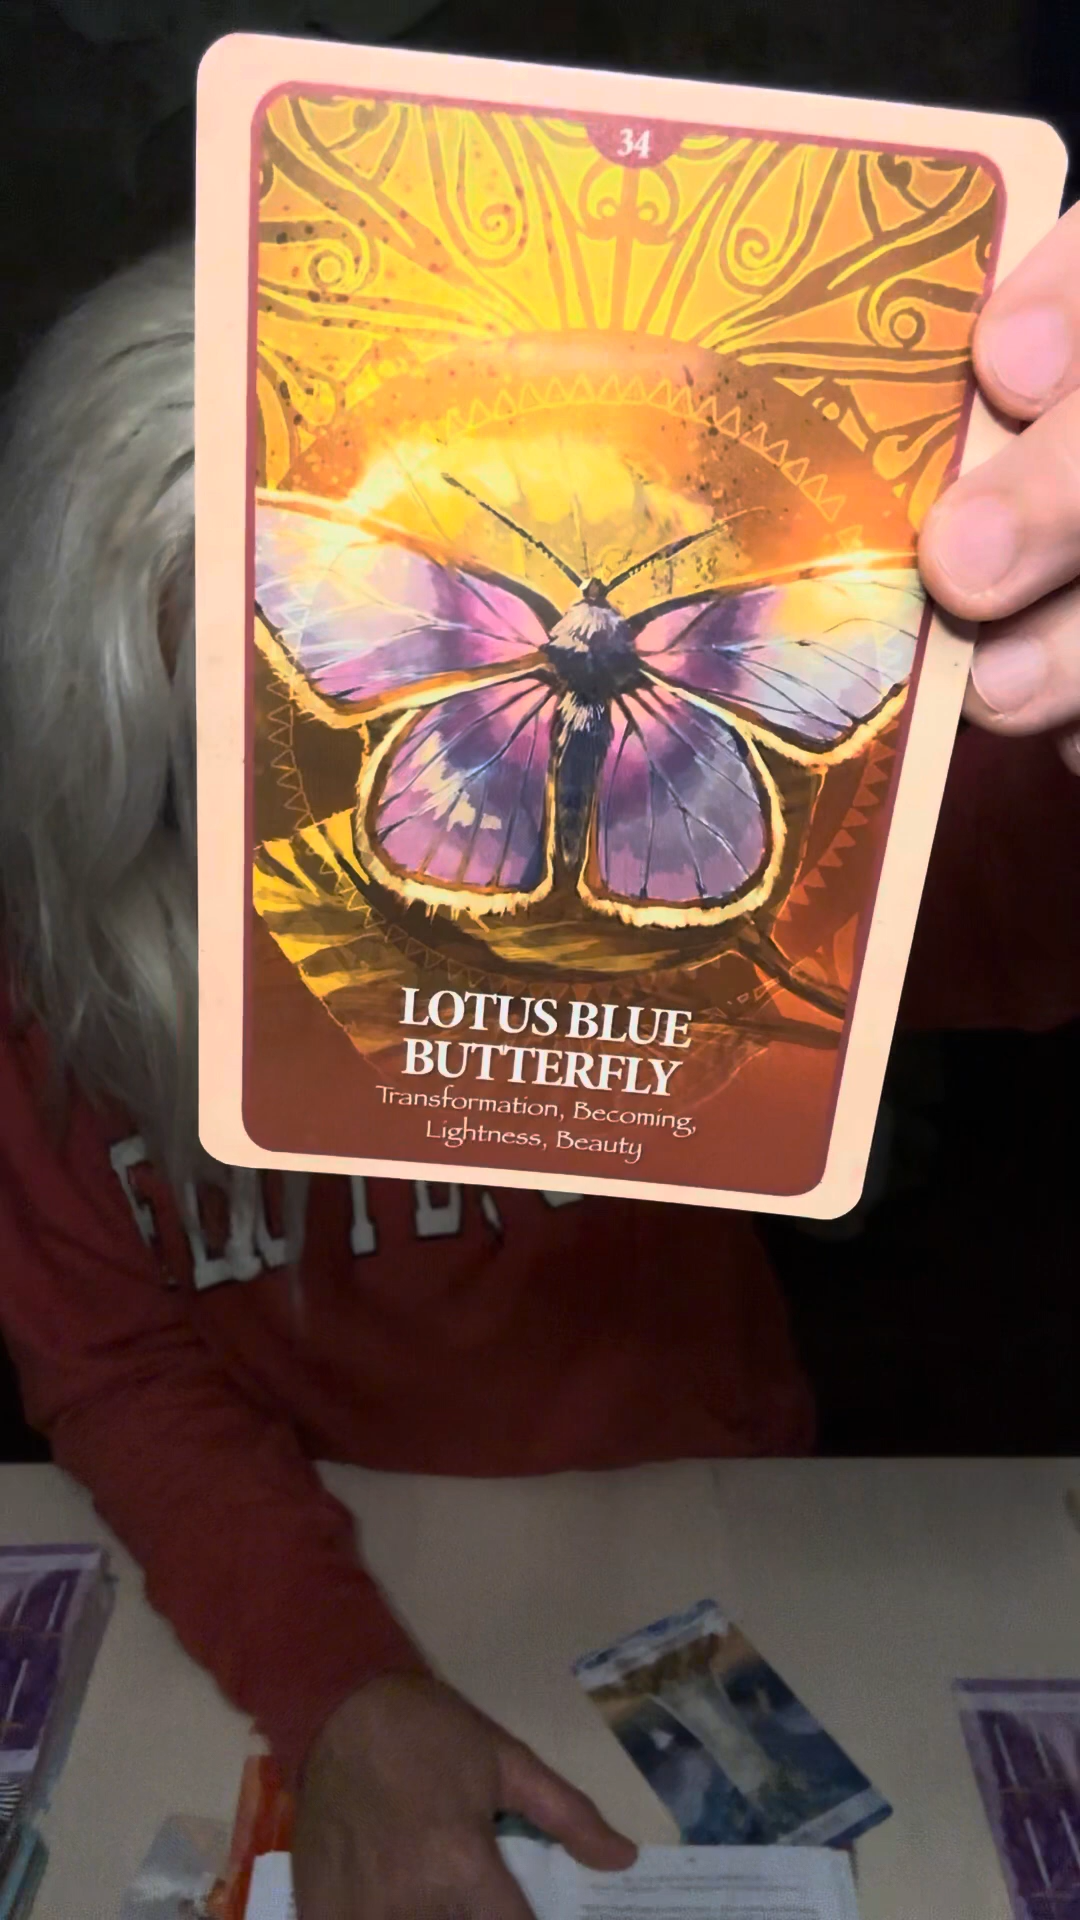 34
LOTUS BLUE
BUTTERFLY
Transformation, Becoming,
Lightness, Beauty